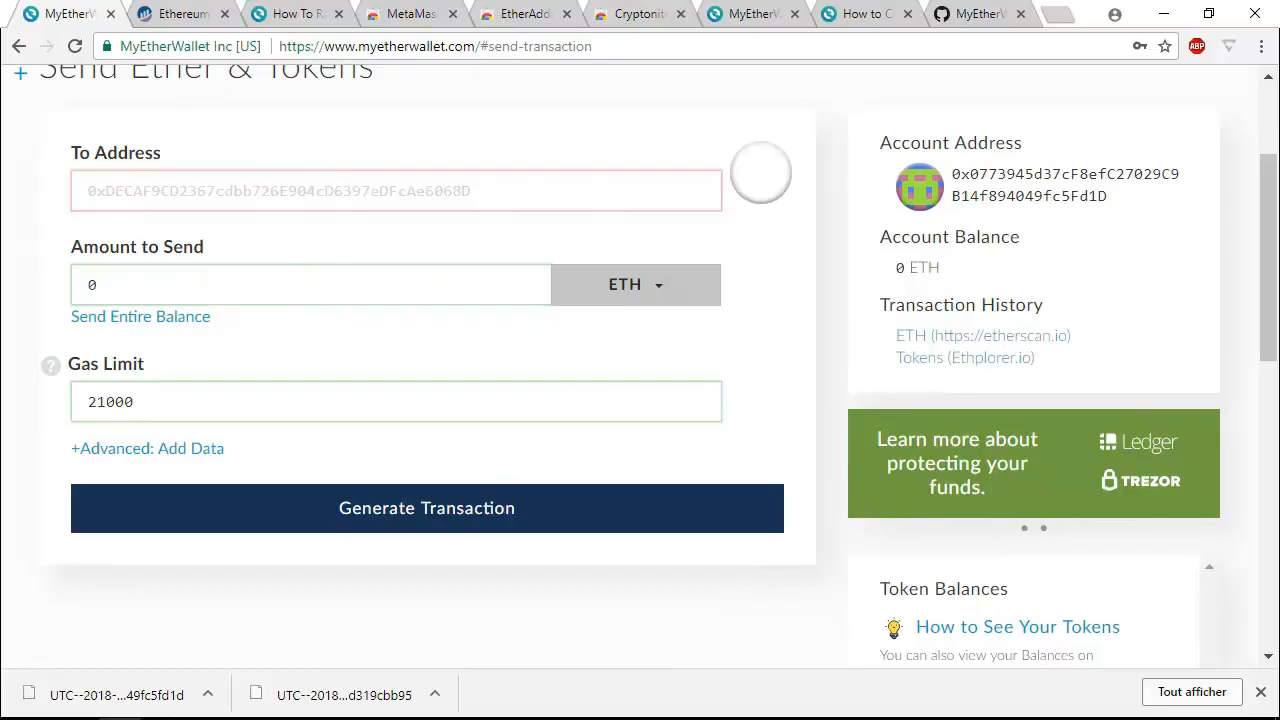 MyEtherW
Ethereum
How To R
MetaMas
EtherAdd
Cryptonit
MyEtherW
How to C
MyEtherW
MyEtherWallet Inc [US]
https://www.myetherwallet.com/#send-transaction
ABP
+ Send Ether & Tokens
To Address
0xDECAF9CD2367cdbb726E904cD6397eDFcAe6068D
Amount to Send
0
ETH
Send Entire Balance
? Gas Limit
21000
+Advanced: Add Data
Generate Transaction
Account Address
0x0773945d37cF8efC27029C9
B14f894049fc5Fd1D
Account Balance
0 ETH
Transaction History
ETH (https://etherscan.io)
Tokens (Ethplorer.io)
Learn more about
protecting your
funds.
Ledger
TREZOR
Token Balances
How to See Your Tokens
You can also view your Balances on
UTC--2018-...49fc5fd1d
UTC--2018...d319cbb95
Tout afficher